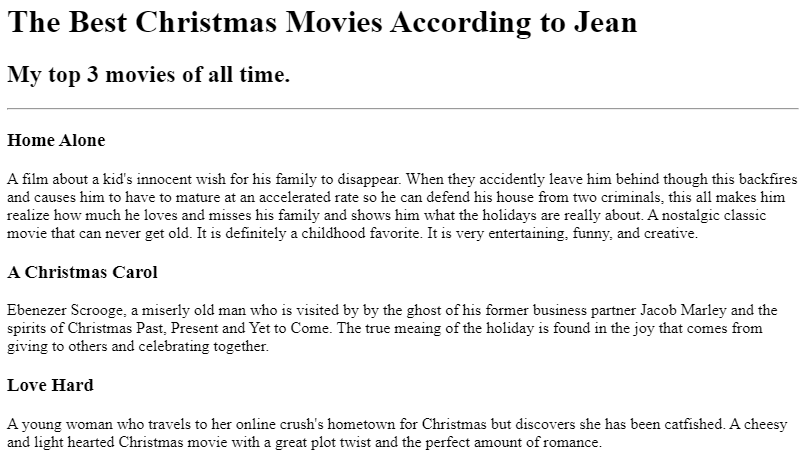 The Best Christmas Movies According to Jean
My top 3 movies of all time.
Home Alone
A film about a kid's innocent wish for his family to disappear. When they accidently leave him behind though this backfires
and causes him to have to mature at an accelerated rate so he can defend his house from two criminals, this all makes him
realize how much he loves and misses his family and shows him what the holidays are really about. A nostalgic classic
movie that can never get old. It is definitely a childhood favorite. It is very entertaining, funny, and creative.
A Christmas Carol
Ebenezer Scrooge, a miserly old man who is visited by by the ghost of his former business partner Jacob Marley and the
spirits of Christmas Past, Present and Yet to Come. The true meaing of the holiday is found in the joy that comes from
giving to others and celebrating together.
Love Hard
A young woman who travels to her online crush's hometown for Christmas but discovers she has been catfished. A cheesy
and light hearted Christmas movie with a great plot twist and the perfect amount of romance.